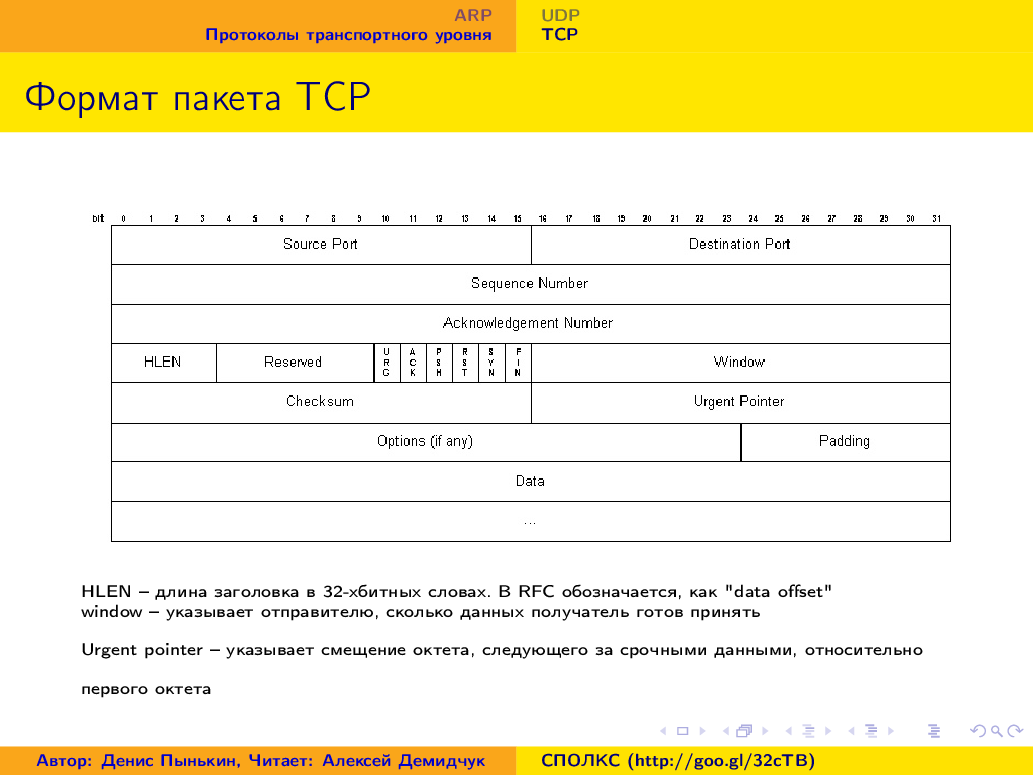 ARP
Протоколы транспортного уровня
UDP
TCP
Формат пакета TCP
bit 0 1 2 3 4 5 6 7 8 9 10 11 12 13 14 15 16 17 18 19 20 21 22 23 24 25 26 27 28 29 30 31
Source Port Destination Port
Sequence Number
Acknowledgement Number
HLEN Reserved URG ACK PSH RST SYN FIN Window
Checksum Urgent Pointer
Options (if any) Padding
Data
...
HLEN – длина заголовка в 32-хбитных словах. В RFC обозначается, как "data offset"
window – указывает отправителю, сколько данных получатель готов принять
Urgent pointer – указывает смещение октета, следующего за срочными данными, относительно
первого октета
Автор: Денис Пынькин, Читает: Алексей Демидчук
СПОЛКС (http://goo.gl/32cTB)